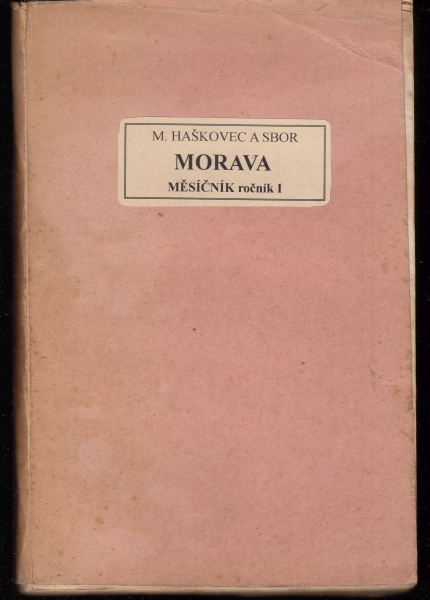 M. HAŠKOVEC A SBOR
MORAVA
MĚSÍČNÍK ročník I